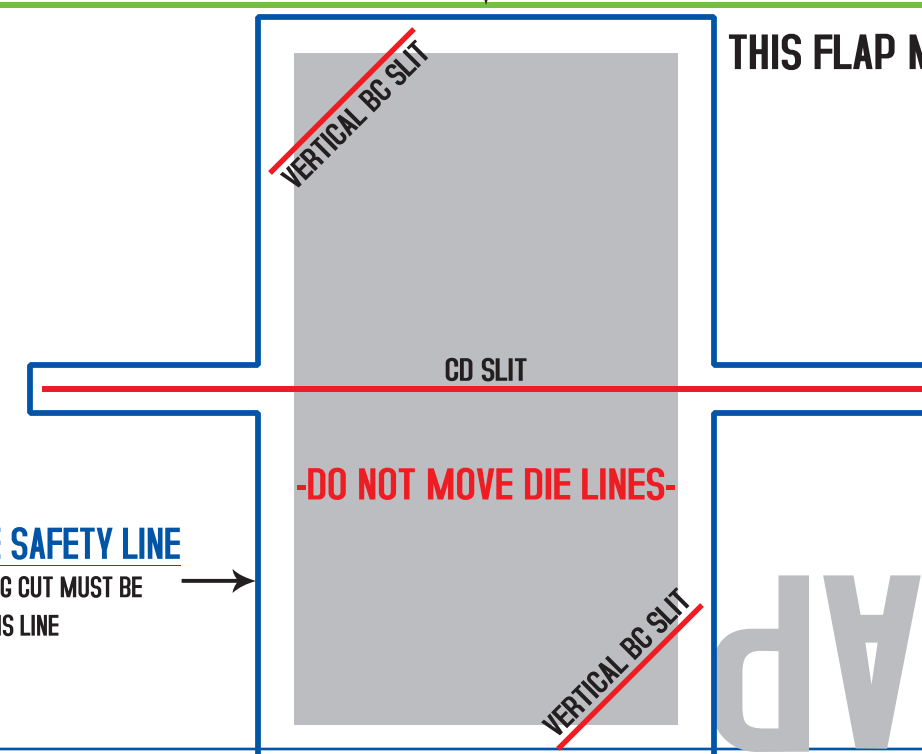 THIS FLAP
VERTICAL BC SLIT
CD SLIT
-DO NOT MOVE DIE LINES-
SAFETY LINE
CUT MUST BE
LINE
VERTICAL BC SLIT